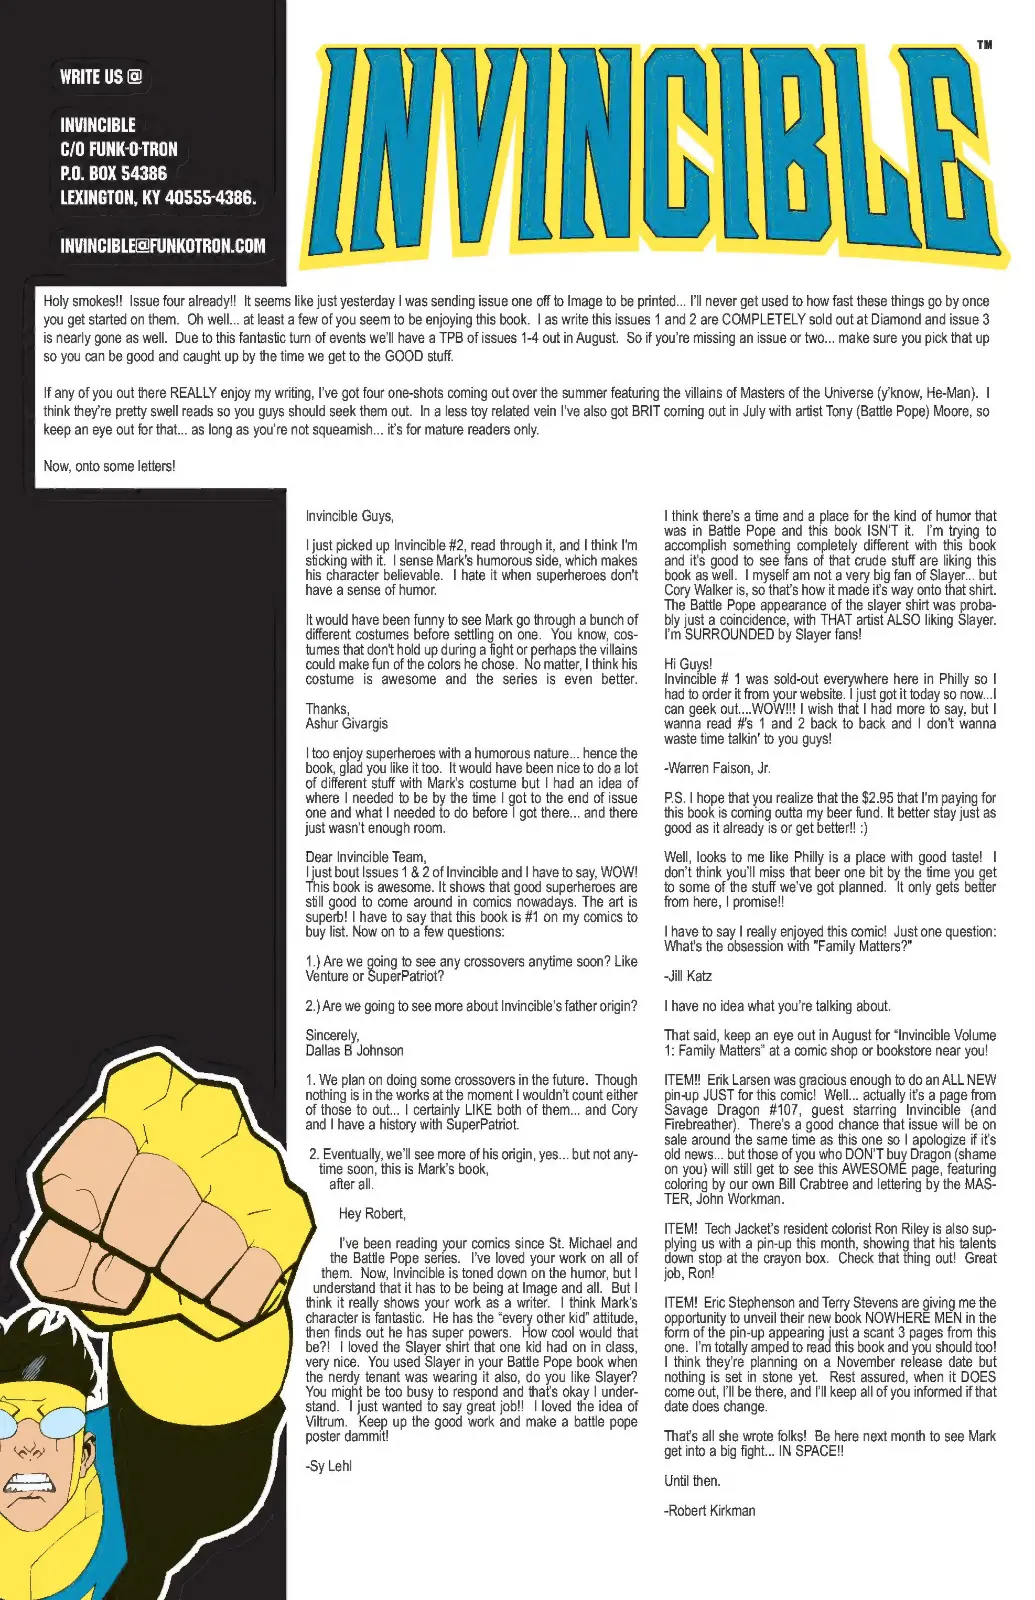 WRITE US @
INVINCIBLE
C/O FUNK-O-TRON
P.O. BOX 54386
LEXINGTON, KY 40555-4386.
INVINCIBLE@FUNKOTRON.COM
INVINCIBLE
TM
Holy smokes!! Issue four already!! It seems like just yesterday I was sending issue one off to Image to be printed... I'll never get used to how fast these things go by once
you get started on them. Oh well... at least a few of you seem to be enjoying this book. I as write this issues 1 and 2 are COMPLETELY sold out at Diamond and issue 3
is nearly gone as well. Due to this fantastic turn of events we'll have a TPB of issues 1-4 out in August. So if you're missing an issue or two... make sure you pick that up
so you can be good and caught up by the time we get to the GOOD stuff.
If any of you out there REALLY enjoy my writing, I've got four one-shots coming out over the summer featuring the villains of Masters of the Universe (y'know, He-Man). I
think they're pretty swell reads so you guys should seek them out. In a less toy related vein I've also got BRIT coming out in July with artist Tony (Battle Pope) Moore, so
keep an eye out for that... as long as you're not squeamish... it's for mature readers only.
Now, onto some letters!
Invincible Guys,
I just picked up Invincible #2, read through it, and I think I'm
sticking with it. I sense Mark's humorous side, which makes
his character believable. I hate it when superheroes don't
have a sense of humor.
It would have been funny to see Mark go through a bunch of
different costumes before settling on one. You know, cos-
tumes that don't hold up during a fight or perhaps the villains
could make fun of the colors he chose. No matter, I think his
costume is awesome and the series is even better.
Thanks,
Ashur Givargis
I too enjoy superheroes with a humorous nature... hence the
book, glad you like it too. It would have been nice to do a lot
of different stuff with Mark's costume but I had an idea of
where I needed to be by the time I got to the end of issue
one and what I needed to do before I got there... and there
just wasn't enough room.
Dear Invincible Team,
I just bout Issues 1 & 2 of Invincible and I have to say, WOW!
This book is awesome. It shows that good superheroes are
still good to come around in comics nowadays. The art is
superb! I have to say that this book is #1 on my comics to
buy list. Now on to a few questions:
1.) Are we going to see any crossovers anytime soon? Like
Venture or SuperPatriot?
2.) Are we going to see more about Invincible's father origin?
Sincerely,
Dallas B Johnson
1. We plan on doing some crossovers in the future. Though
nothing is in the works at the moment I wouldn't count either
of those to out... I certainly LIKE both of them... and Cory
and I have a history with SuperPatriot.
2. Eventually, we'll see more of his origin, yes... but not any-
time soon, this is Mark's book,
after all.
Hey Robert,
I've been reading your comics since St. Michael and
the Battle Pope series. I've loved your work on all of
them. Now, Invincible is toned down on the humor, but I
understand that it has to be being at Image and all. But I
think it really shows your work as a writer. I think Mark's
character is fantastic. He has the "every other kid" attitude,
then finds out he has super powers. How cool would that
be?! I loved the Slayer shirt that one kid had on in class,
very nice. You used Slayer in your Battle Pope book when
the nerdy tenant was wearing it also, do you like Slayer?
You might be too busy to respond and that's okay I under-
stand. I just wanted to say great job!! I loved the idea of
Viltrum. Keep up the good work and make a battle pope
poster dammit!
-Sy Lehl
I think there's a time and a place for the kind of humor that
was in Battle Pope and this book ISN'T it. I'm trying to
accomplish something completely different with this book
and it's good to see fans of that crude stuff are liking this
book as well. I myself am not a very big fan of Slayer... but
Cory Walker is, so that's how it made it's way onto that shirt.
The Battle Pope appearance of the slayer shirt was proba-
bly just a coincidence, with THAT artist ALSO liking Slayer.
I'm SURROUNDED by Slayer fans!
Hi Guys!
Invincible # 1 was sold-out everywhere here in Philly so I
had to order it from your website. I just got it today so now...I
can geek out....WOW!!! I wish that I had more to say, but I
wanna read #'s 1 and 2 back to back and I don't wanna
waste time talkin' to you guys!
-Warren Faison, Jr.
P.S. I hope that you realize that the $2.95 that I'm paying for
this book is coming outta my beer fund. It better stay just as
good as it already is or get better!! :)
Well, looks to me like Philly is a place with good taste! I
don't think you'll miss that beer one bit by the time you get
to some of the stuff we've got planned. It only gets better
from here, I promise!!
I have to say I really enjoyed this comic! Just one question:
What's the obsession with "Family Matters?"
-Jill Katz
I have no idea what you're talking about.
That said, keep an eye out in August for "Invincible Volume
1: Family Matters" at a comic shop or bookstore near you!
ITEM!! Erik Larsen was gracious enough to do an ALL NEW
pin-up JUST for this comic! Well... actually it's a page from
Savage Dragon #107, guest starring Invincible (and
Firebreather). There's a good chance that issue will be on
sale around the same time as this one so I apologize if it's
old news... but those of you who DON'T buy Dragon (shame
on you) will still get to see this AWESOME page, featuring
coloring by our own Bill Crabtree and lettering by the MAS-
TER, John Workman.
ITEM! Tech Jacket's resident colorist Ron Riley is also sup-
plying us with a pin-up this month, showing that his talents
down stop at the crayon box. Check that thing out! Great
job, Ron!
ITEM! Eric Stephenson and Terry Stevens are giving me the
opportunity to unveil their new book NOWHERE MEN in the
form of the pin-up appearing just a scant 3 pages from this
one. I'm totally amped to read this book and you should too!
I think they're planning on a November release date but
nothing is set in stone yet. Rest assured, when it DOES
come out, I'll be there, and I'll keep all of you informed if that
date does change.
That's all she wrote folks! Be here next month to see Mark
get into a big fight... IN SPACE!!
Until then.
-Robert Kirkman